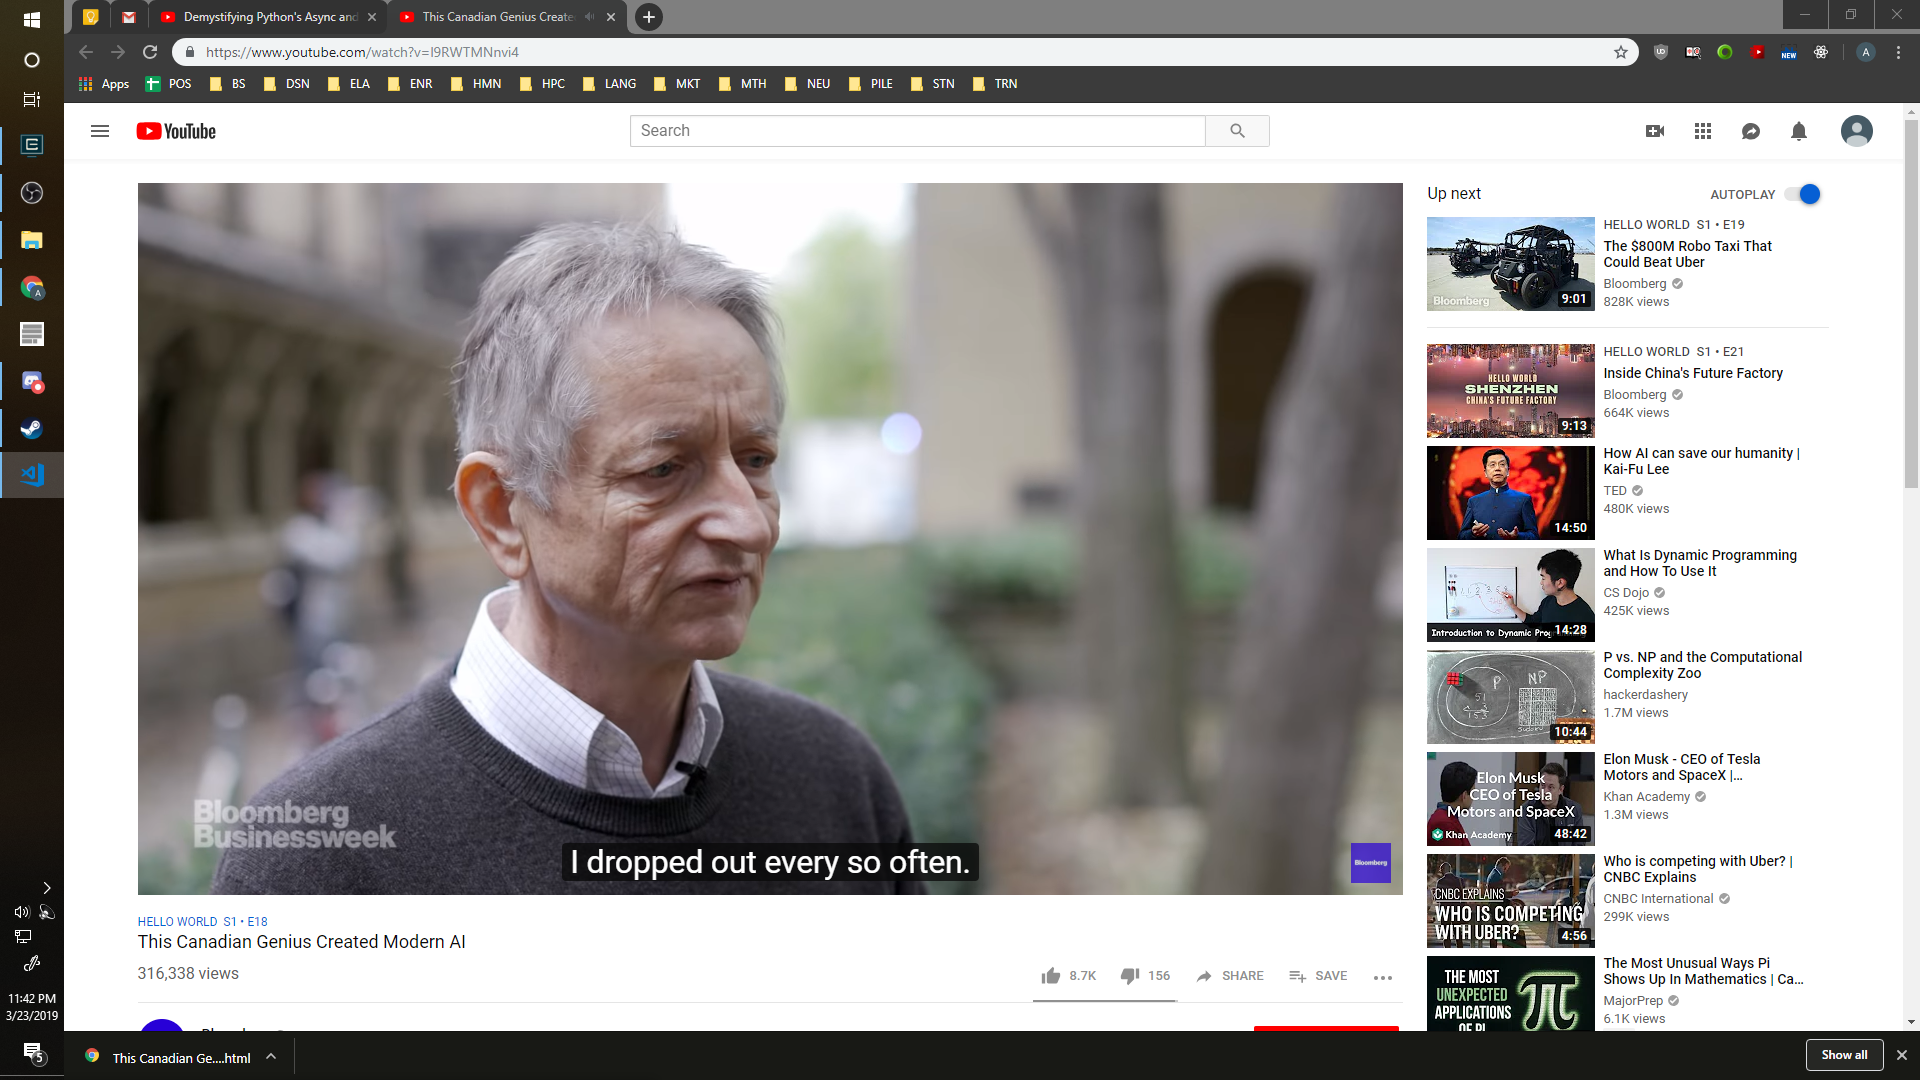 Demystifying Python's Async and
This Canadian Genius Create
https://www.youtube.com/watch?v=I9RWTMNnvi4
A
NEW
Apps
POS
BS
DSN
ELA
ENR
HMN
HPC
LANG
MKT
MTH
NEU
PILE
STN
TRN
YouTube
Search
Bloomberg
Businessweek
I dropped out every so often.
Bloomberg
HELLO WORLD S1 • E18
This Canadian Genius Created Modern AI
316,338 views
8.7K
156
SHARE
SAVE
Up next
AUTOPLAY
Bloomberg
9:01
HELLO WORLD S1 • E19
The $800M Robo Taxi That
Could Beat Uber
Bloomberg
828K views
HELLO WORLD
SHENZHEN
CHINA'S FUTURE FACTORY
9:13
HELLO WORLD S1 • E21
Inside China's Future Factory
Bloomberg
664K views
14:50
How AI can save our humanity |
Kai-Fu Lee
TED
480K views
Introduction to Dynamic Prog
14:28
What Is Dynamic Programming
and How To Use It
CS Dojo
425K views
P
NP
10:44
P vs. NP and the Computational
Complexity Zoo
hackerdashery
1.7M views
Elon Musk
CEO of Tesla
Motors and SpaceX
Khan Academy
48:42
Elon Musk - CEO of Tesla
Motors and SpaceX |...
Khan Academy
1.3M views
CNBC EXPLAINS
WHO IS COMPETING
WITH UBER?
4:56
Who is competing with Uber? |
CNBC Explains
CNBC International
299K views
THE MOST
UNEXPECTED
APPLICATIONS
OF PI
π
The Most Unusual Ways Pi
Shows Up In Mathematics | Ca...
MajorPrep
6.1K views
11:42 PM
3/23/2019
5
This Canadian Ge....html
Show all